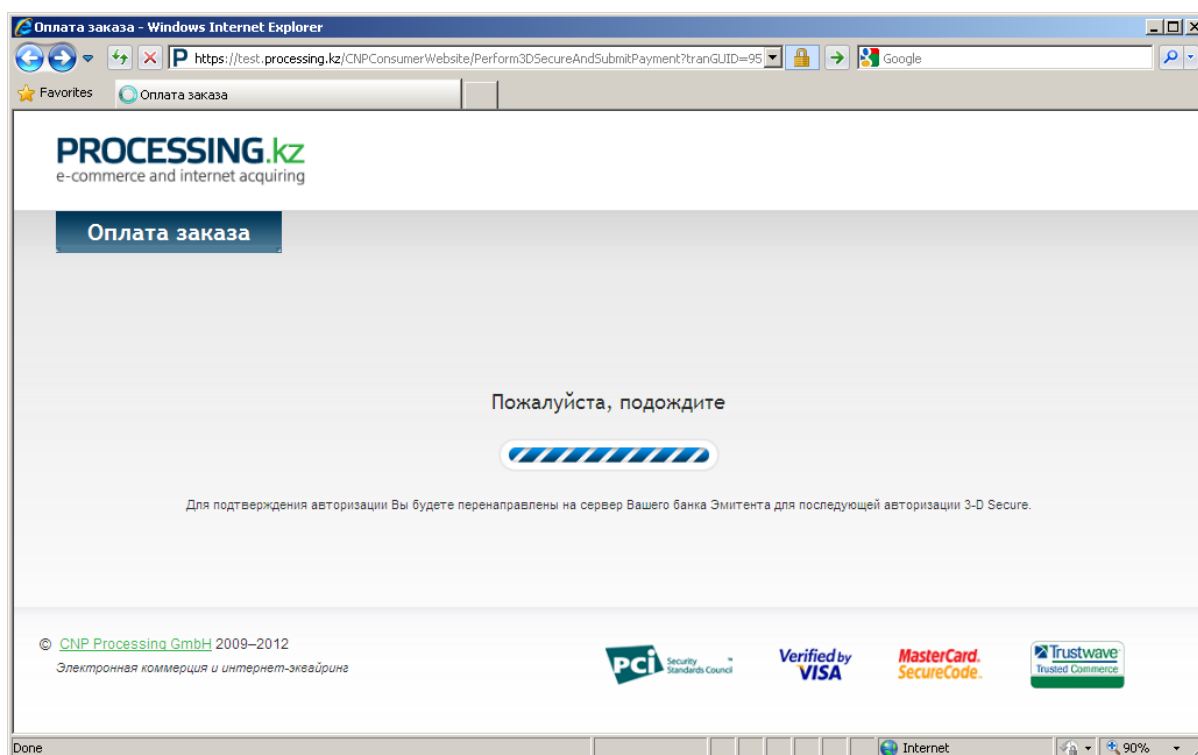 Оплата заказа - Windows Internet Explorer
https://test.processing.kz/CNPConsumerWebsite/Perform3DSecureAndSubmitPayment?tranGUID=95
Google
Favorites
Оплата заказа
PROCESSING.kz
e-commerce and internet acquiring
Оплата заказа
Пожалуйста, подождите
Для подтверждения авторизации Вы будете перенаправлены на сервер Вашего банка Эмитента для последующей авторизации 3-D Secure.
© CNP Processing GmbH 2009–2012
Электронная коммерция и интернет-эквайринг
PCI Security Standards Council ™
Verified by VISA
MasterCard. SecureCode.
Trustwave
Trusted Commerce
Done
Internet
90%